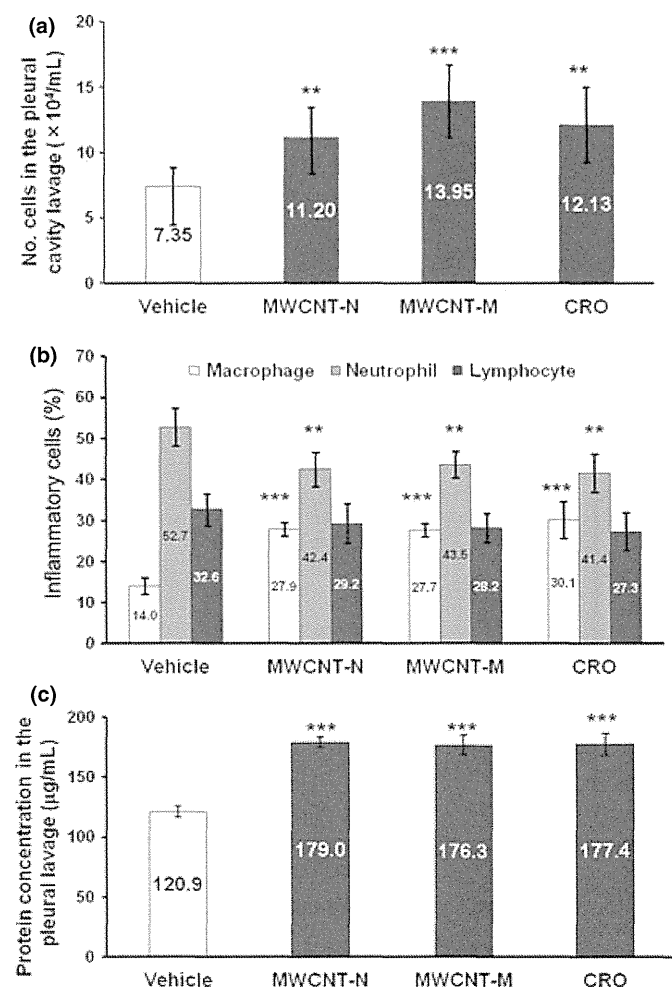 (a)
No. cells in the pleural
cavity lavage (×10⁴/mL)
20
15
10
5
0
**
***
**
7.35
11.20
13.95
12.13
Vehicle MWCNT-N MWCNT-M CRO
(b)
Inflammatory cells (%)
70
60
50
40
30
20
10
0
Macrophage Neutrophil Lymphocyte
*** ** *** ** *** **
14.0 52.7 32.6 27.9 42.4 29.2 27.7 43.5 28.2 30.1 41.4 27.3
Vehicle MWCNT-N MWCNT-M CRO
(c)
Protein concentration in the
pleural lavage (µg/mL)
200
150
100
50
0
*** *** ***
120.9 179.0 176.3 177.4
Vehicle MWCNT-N MWCNT-M CRO